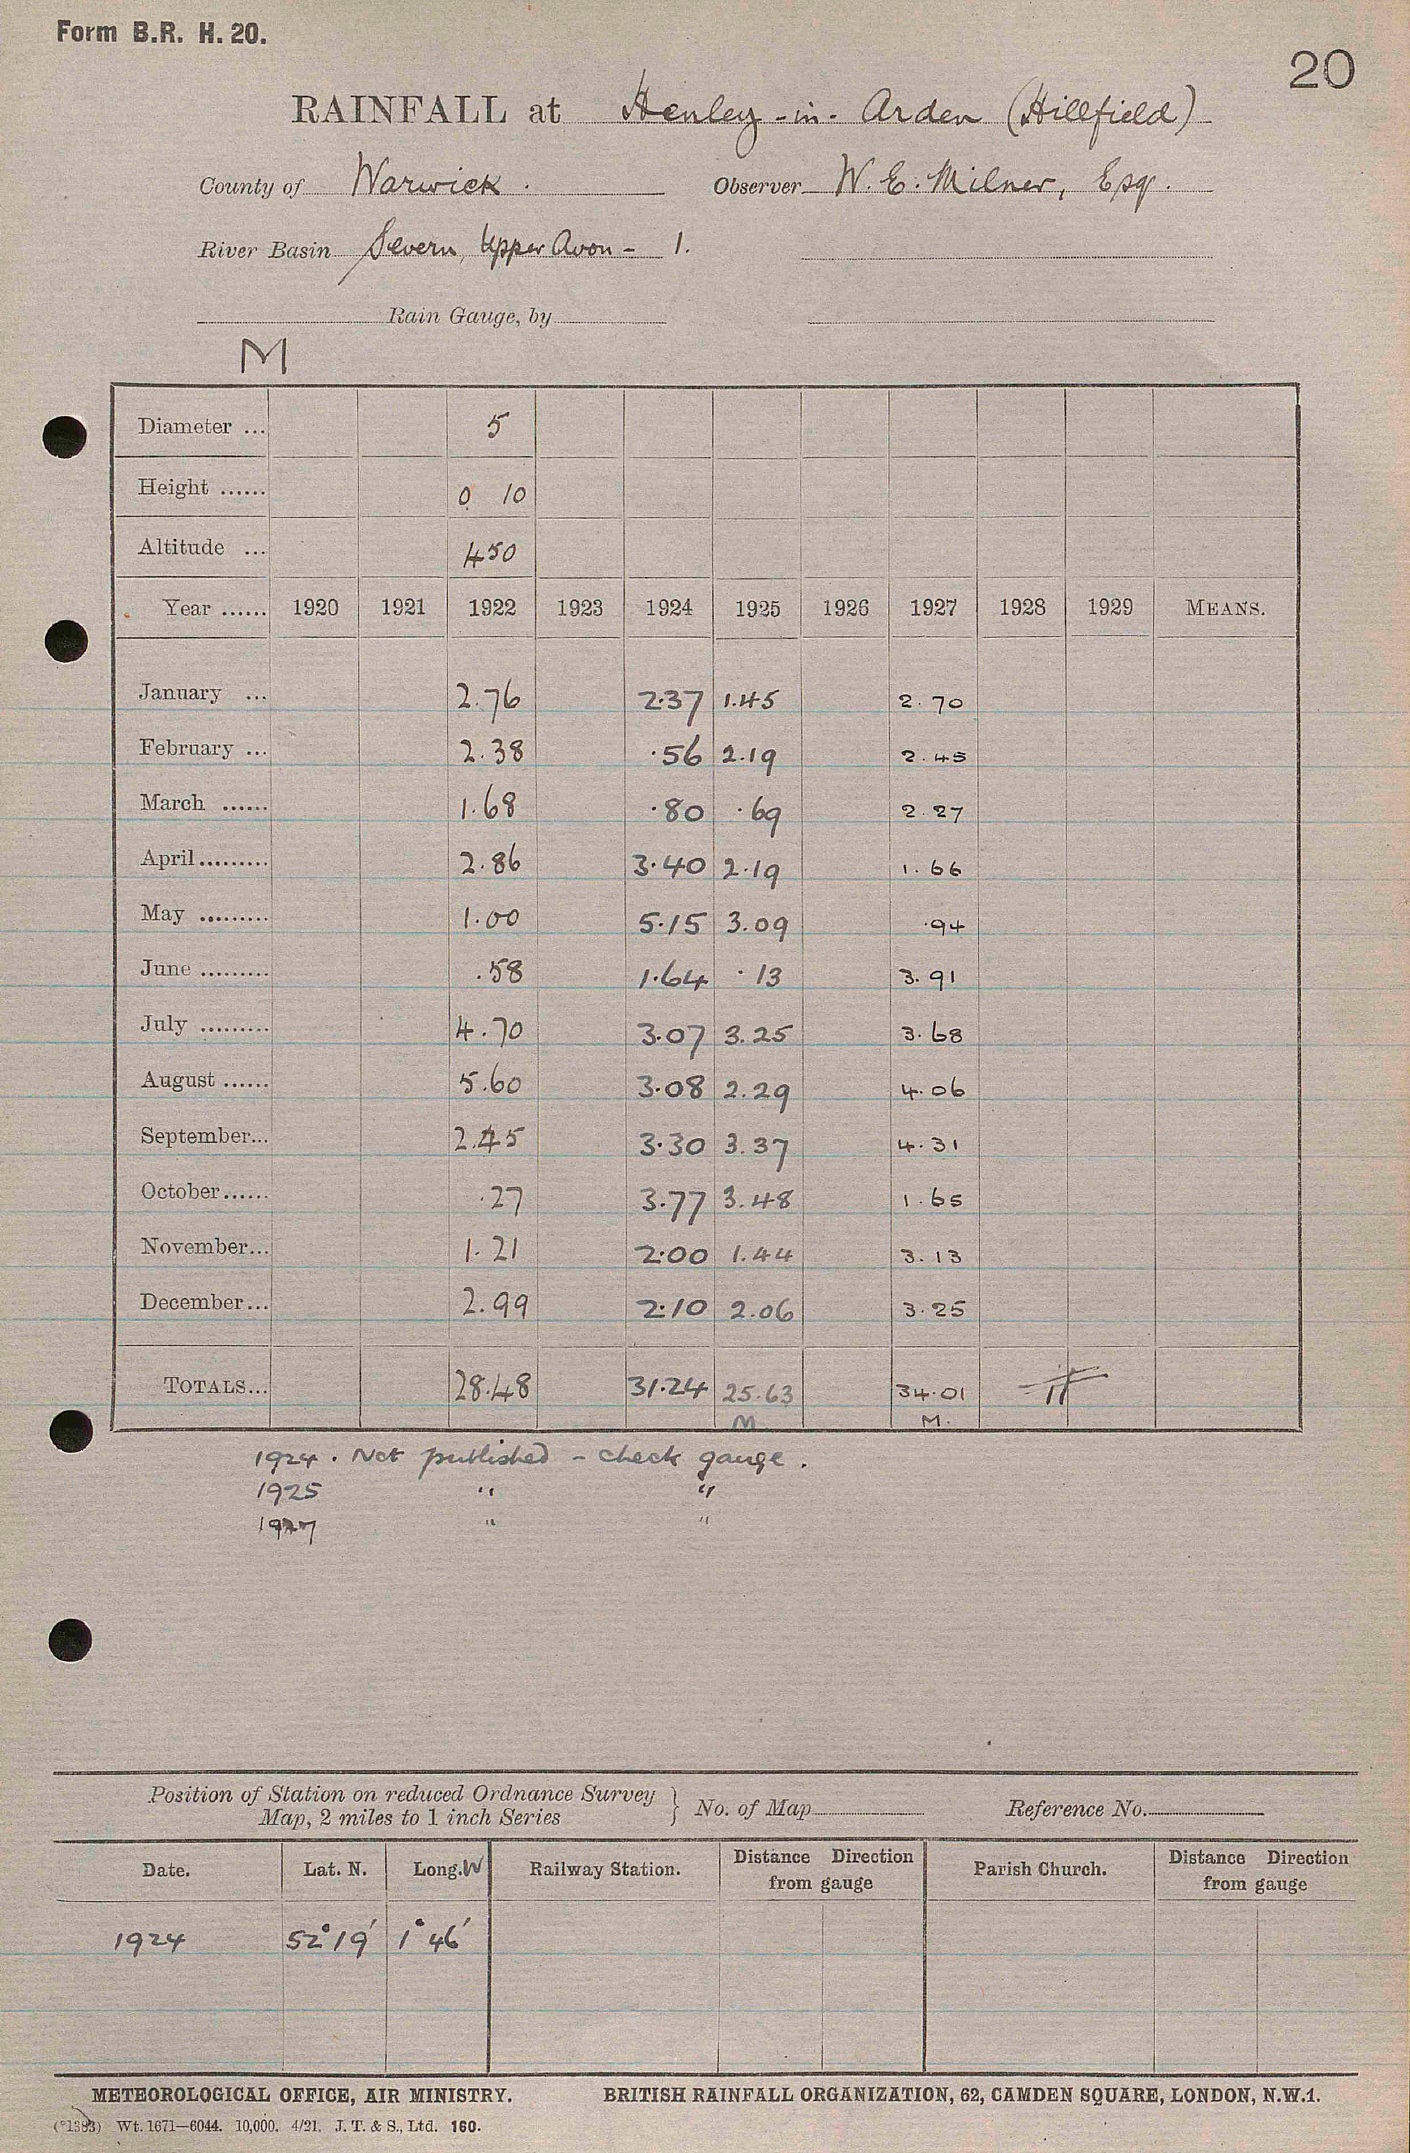 Form B.R. H. 20.
20
RAINFALL at Henley-in-Arden (Hillfield)
County of Warwick. Observer W. E. Milner, Esq.
River Basin Severn, Upper Avon - 1.
Rain Gauge, by
M
Diameter ... 5
Height ...... 0 10
Altitude ... 450
Year ...... 1920 1921 1922 1923 1924 1925 1926 1927 1928 1929 MEANS.
January ... 2.76 2.37 1.45 2.70
February ... 2.38 .56 2.19 2.45
March ...... 1.68 .80 .69 2.27
April ......... 2.86 3.40 2.19 1.66
May ......... 1.00 5.15 3.09 .94
June ......... .58 1.64 .13 3.91
July ......... 4.70 3.07 3.25 3.68
August ...... 5.60 3.08 2.29 4.06
September... 2.45 3.30 3.37 4.31
October...... .27 3.77 3.48 1.65
November... 1.21 2.00 1.44 3.13
December... 2.99 2.10 2.06 3.25
TOTALS... 28.48 31.24 25.63 34.01
M M.
1924. Not published - check gauge.
1925 " "
1927 " "
Position of Station on reduced Ordnance Survey
Map, 2 miles to 1 inch Series } No. of Map Reference No.
Date. Lat. N. Long. W Railway Station. Distance Direction from gauge Parish Church. Distance Direction from gauge
1924 52°19′ 1°46′
METEOROLOGICAL OFFICE, AIR MINISTRY. BRITISH RAINFALL ORGANIZATION, 62, CAMDEN SQUARE, LONDON, N.W.1.
Wt. 1671—6044. 10,000. 4/21. J. T. & S., Ltd. 160.